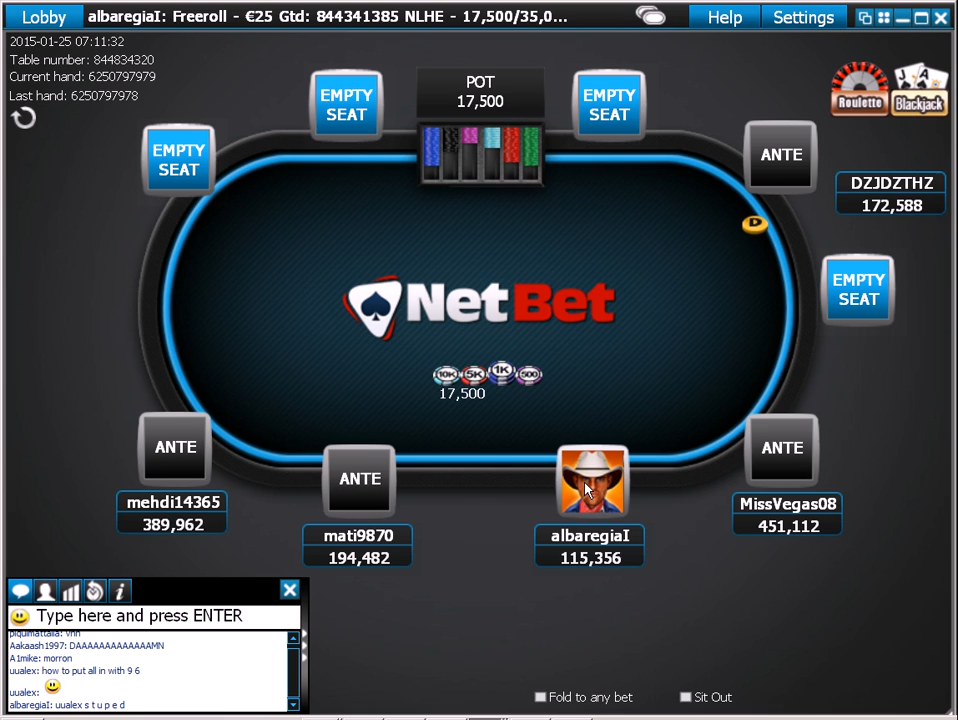 Lobby
albaregiaI: Freeroll - €25 Gtd: 844341385 NLHE - 17,500/35,0...
Help
Settings
2015-01-25 07:11:32
Table number: 844834320
Current hand: 6250797979
Last hand: 6250797978
POT
17,500
EMPTY
SEAT
EMPTY
SEAT
EMPTY
SEAT
Roulette
J A
Blackjack
ANTE
DZJDZTHZ
172,588
D
EMPTY
SEAT
NetBet
10K 5K 1K 500
17,500
ANTE
mehdi14365
389,962
ANTE
mati9870
194,482
albaregiaI
115,356
ANTE
MissVegas08
451,112
Type here and press ENTER
piquimattalia: vnn
Aakaash1997: DAAAAAAAAAAAAAMN
A1mike: morron
uualex: how to put all in with 9 6
uualex:
albaregiaI: uualex s t u p e d
Fold to any bet
Sit Out